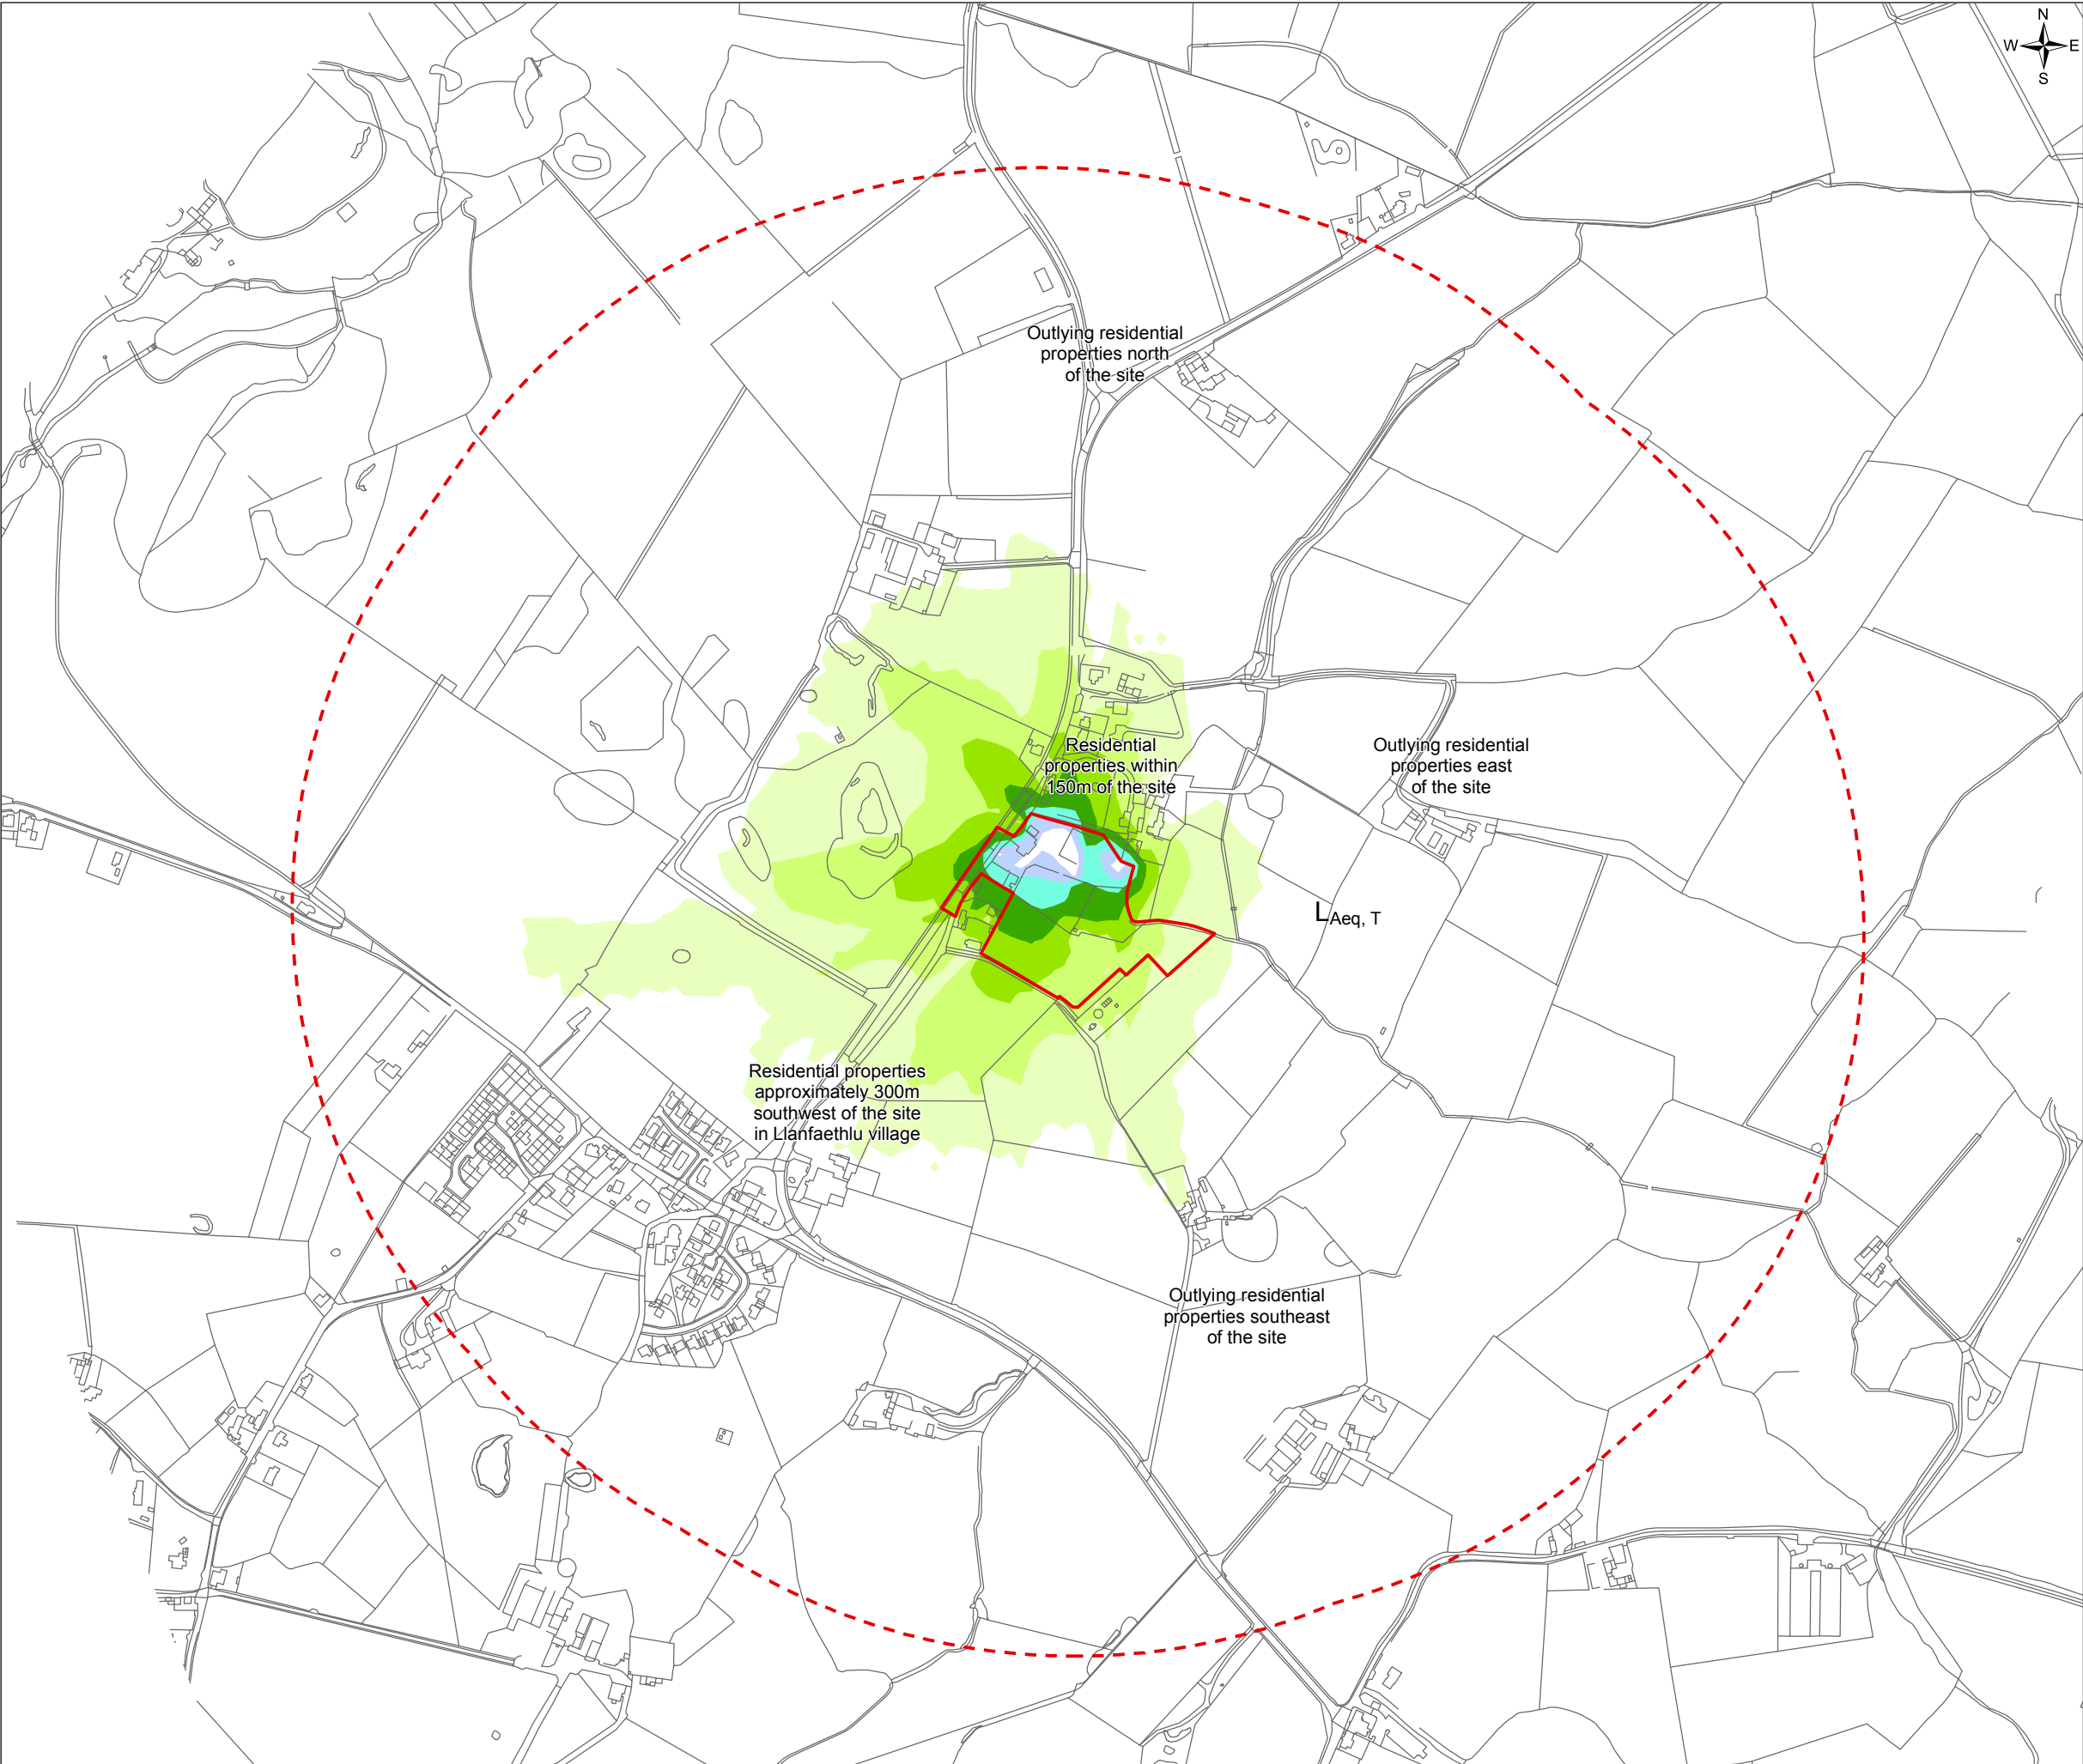 N
W E
S
Outlying residential
properties north
of the site
Residential
properties within
150m of the site
Outlying residential
properties east
of the site
LAeq, T
Residential properties
approximately 300m
southwest of the site
in Llanfaethlu village
Outlying residential
properties southeast
of the site